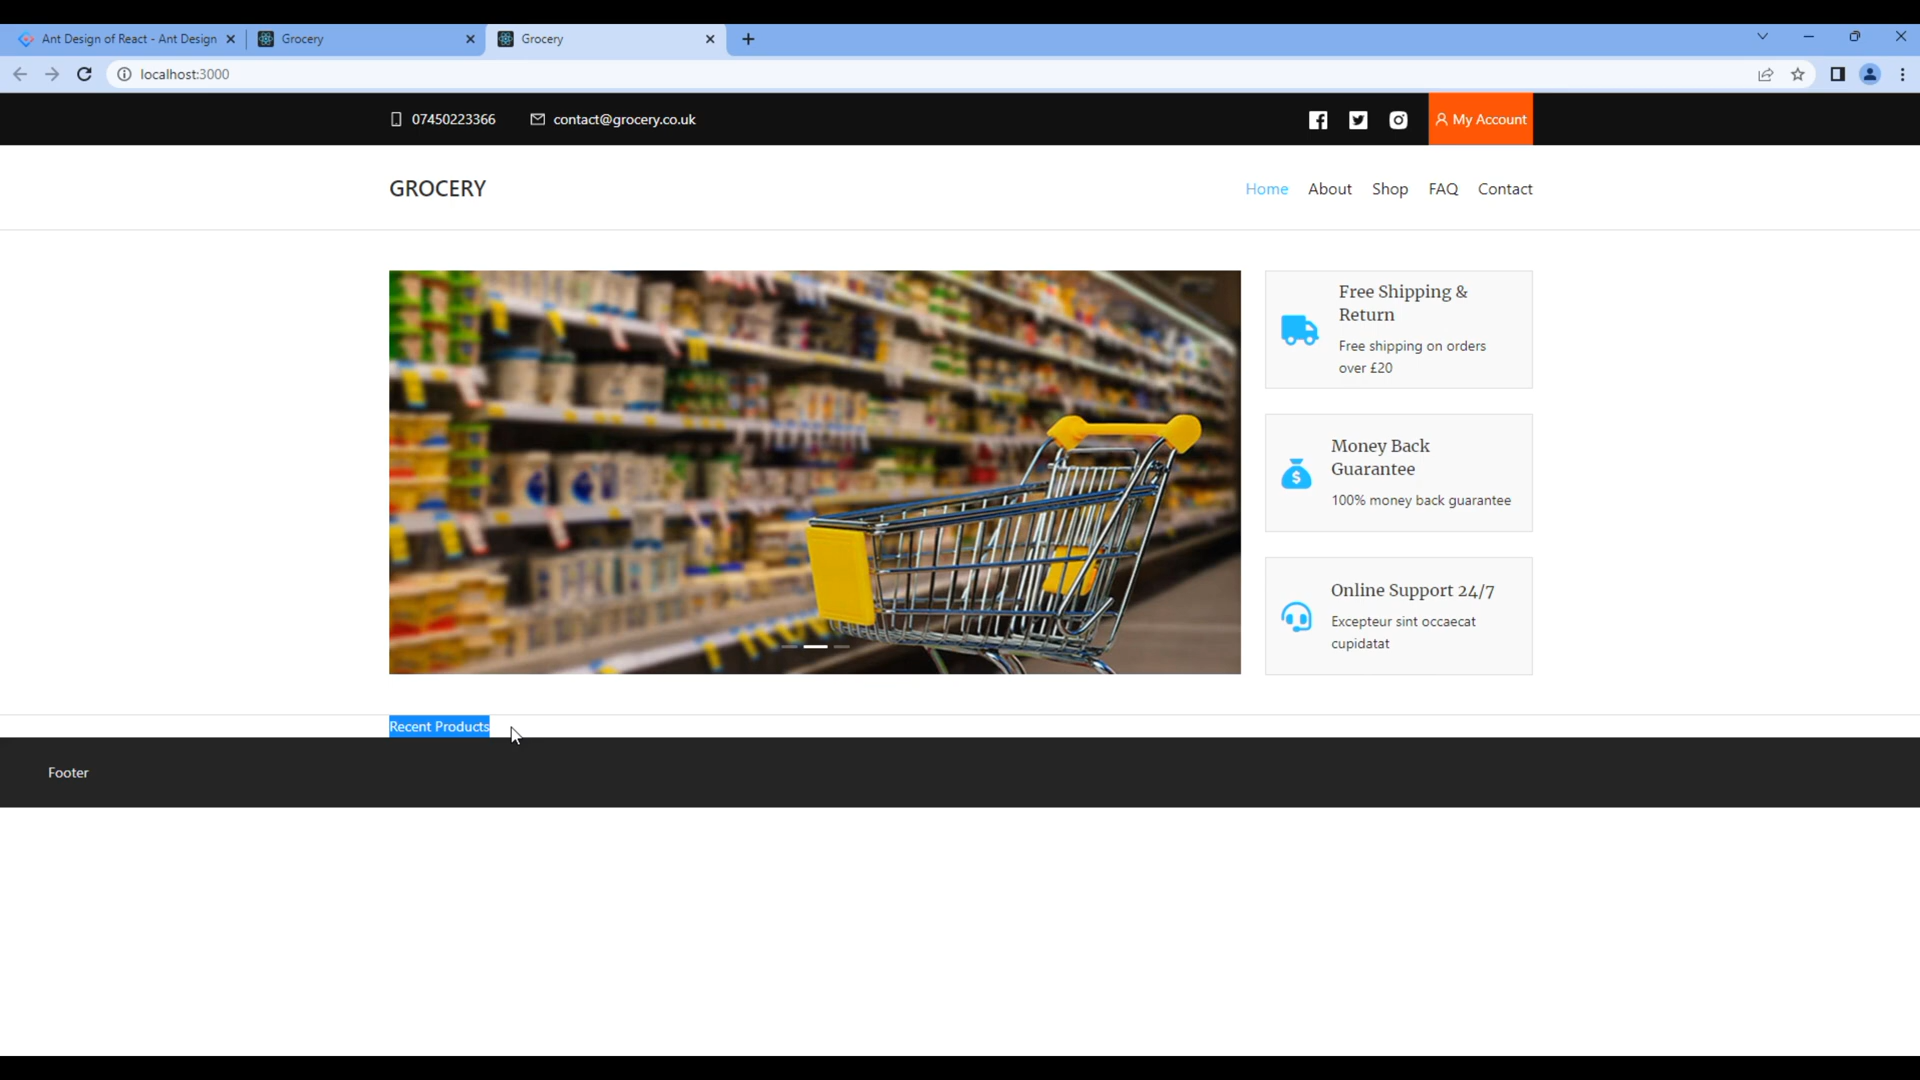 Ant Design of React - Ant Design
Grocery
Grocery
localhost:3000
07450223366
contact@grocery.co.uk
My Account
GROCERY
Home
About
Shop
FAQ
Contact
Free Shipping &
Return
Free shipping on orders
over £20
Money Back
Guarantee
100% money back guarantee
Online Support 24/7
Excepteur sint occaecat
cupidatat
Recent Products
Footer